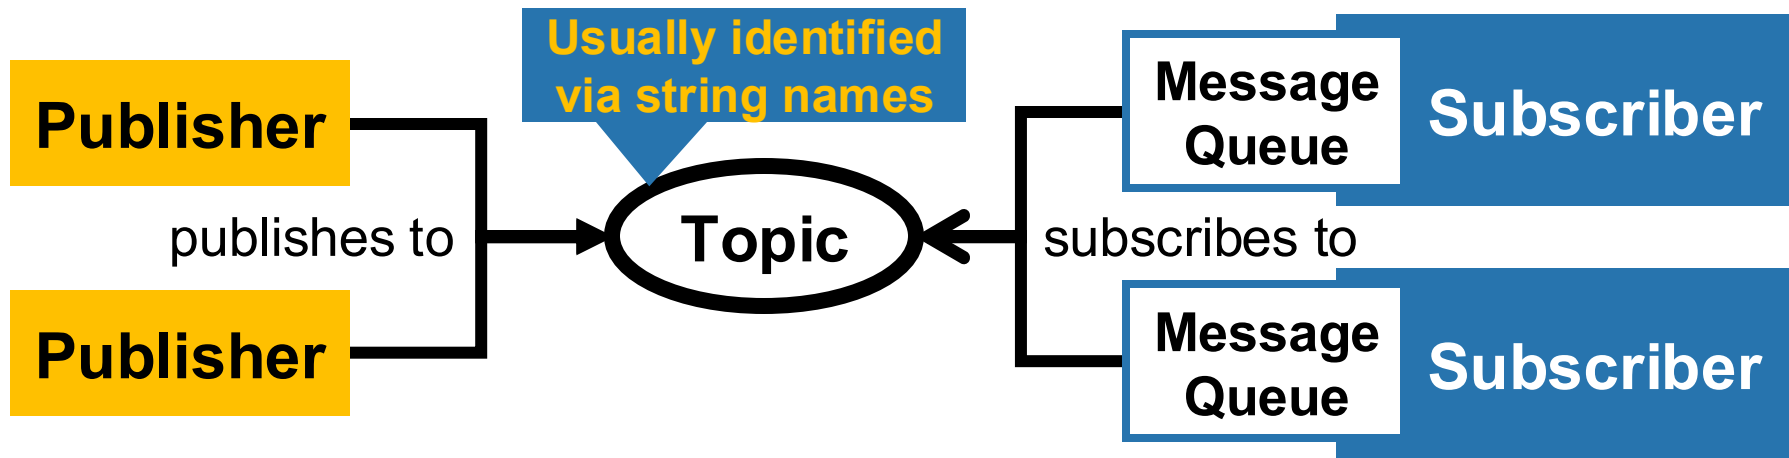 Publisher
publishes to
Publisher
Usually identified
via string names
Topic
subscribes to
Message
Queue
Subscriber
Message
Queue
Subscriber